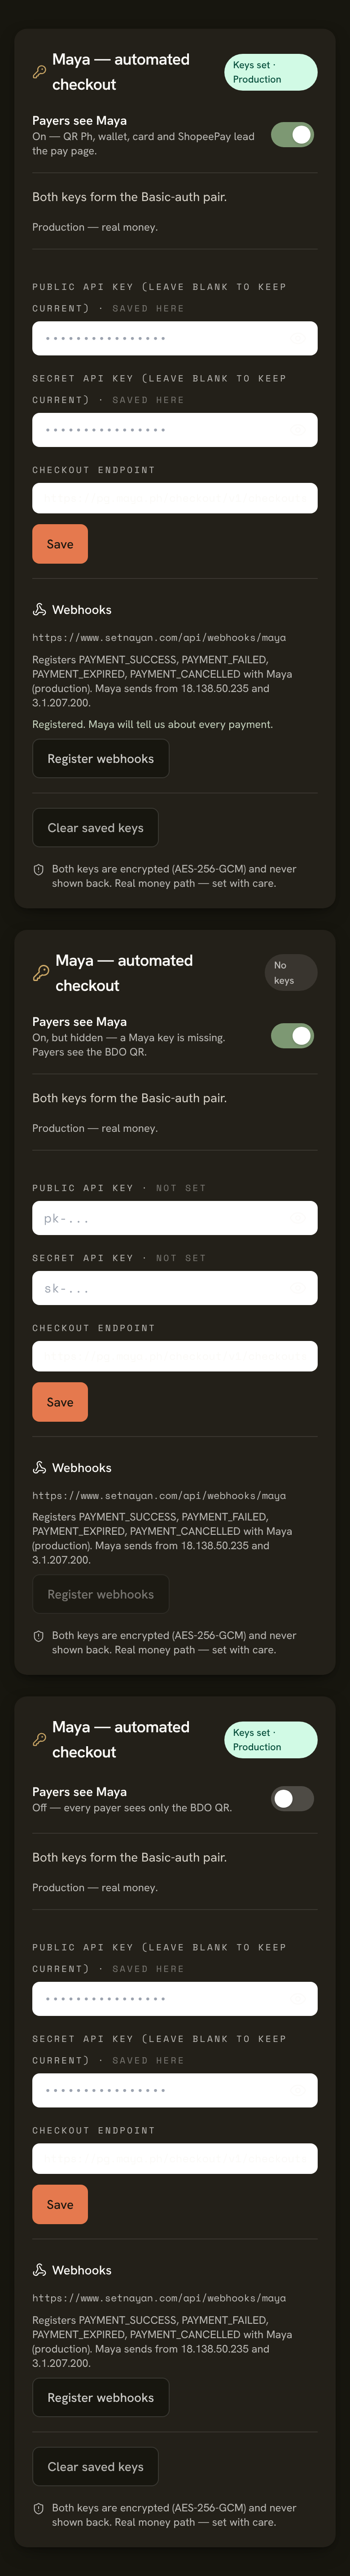 Maya — automated
checkout
Keys set ·
Production
Payers see Maya
On — QR Ph, wallet, card and ShopeePay lead
the pay page.
Both keys form the Basic-auth pair.
Production — real money.
PUBLIC API KEY (LEAVE BLANK TO KEEP
CURRENT) · SAVED HERE
••••••••••••••••
SECRET API KEY (LEAVE BLANK TO KEEP
CURRENT) · SAVED HERE
••••••••••••••••
CHECKOUT ENDPOINT
Save
Webhooks
https://www.setnayan.com/api/webhooks/maya
Registers PAYMENT_SUCCESS, PAYMENT_FAILED,
PAYMENT_EXPIRED, PAYMENT_CANCELLED with Maya
(production). Maya sends from 18.138.50.235 and
3.1.207.200.
Registered. Maya will tell us about every payment.
Register webhooks
Clear saved keys
Both keys are encrypted (AES-256-GCM) and never
shown back. Real money path — set with care.
Maya — automated
checkout
No
keys
Payers see Maya
On, but hidden — a Maya key is missing.
Payers see the BDO QR.
Both keys form the Basic-auth pair.
Production — real money.
PUBLIC API KEY · NOT SET
pk-...
SECRET API KEY · NOT SET
sk-...
CHECKOUT ENDPOINT
Save
Webhooks
https://www.setnayan.com/api/webhooks/maya
Registers PAYMENT_SUCCESS, PAYMENT_FAILED,
PAYMENT_EXPIRED, PAYMENT_CANCELLED with Maya
(production). Maya sends from 18.138.50.235 and
3.1.207.200.
Register webhooks
Both keys are encrypted (AES-256-GCM) and never
shown back. Real money path — set with care.
Maya — automated
checkout
Keys set ·
Production
Payers see Maya
Off — every payer sees only the BDO QR.
Both keys form the Basic-auth pair.
Production — real money.
PUBLIC API KEY (LEAVE BLANK TO KEEP
CURRENT) · SAVED HERE
••••••••••••••••
SECRET API KEY (LEAVE BLANK TO KEEP
CURRENT) · SAVED HERE
••••••••••••••••
CHECKOUT ENDPOINT
Save
Webhooks
https://www.setnayan.com/api/webhooks/maya
Registers PAYMENT_SUCCESS, PAYMENT_FAILED,
PAYMENT_EXPIRED, PAYMENT_CANCELLED with Maya
(production). Maya sends from 18.138.50.235 and
3.1.207.200.
Register webhooks
Clear saved keys
Both keys are encrypted (AES-256-GCM) and never
shown back. Real money path — set with care.